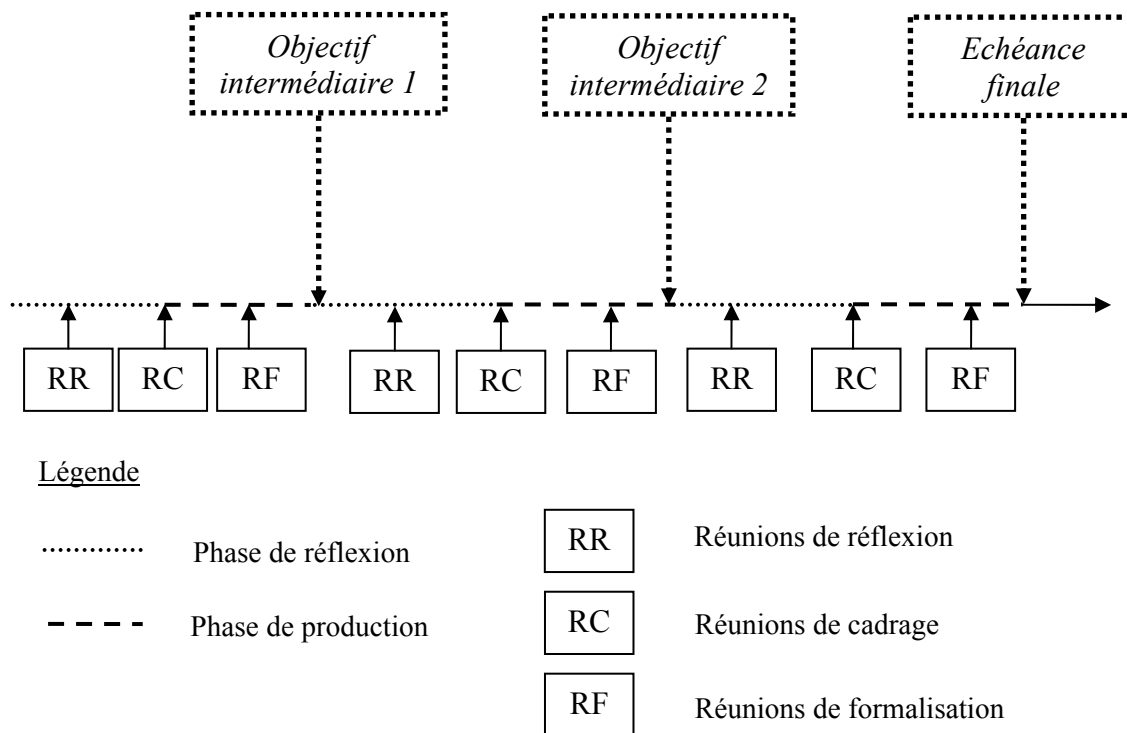 Objectif
intermédiaire 1
Objectif
intermédiaire 2
Echéance
finale
RR
RC
RF
RR
RC
RF
RR
RC
RF
Légende
Phase de réflexion
RR
Réunions de réflexion
Phase de production
RC
Réunions de cadrage
RF
Réunions de formalisation